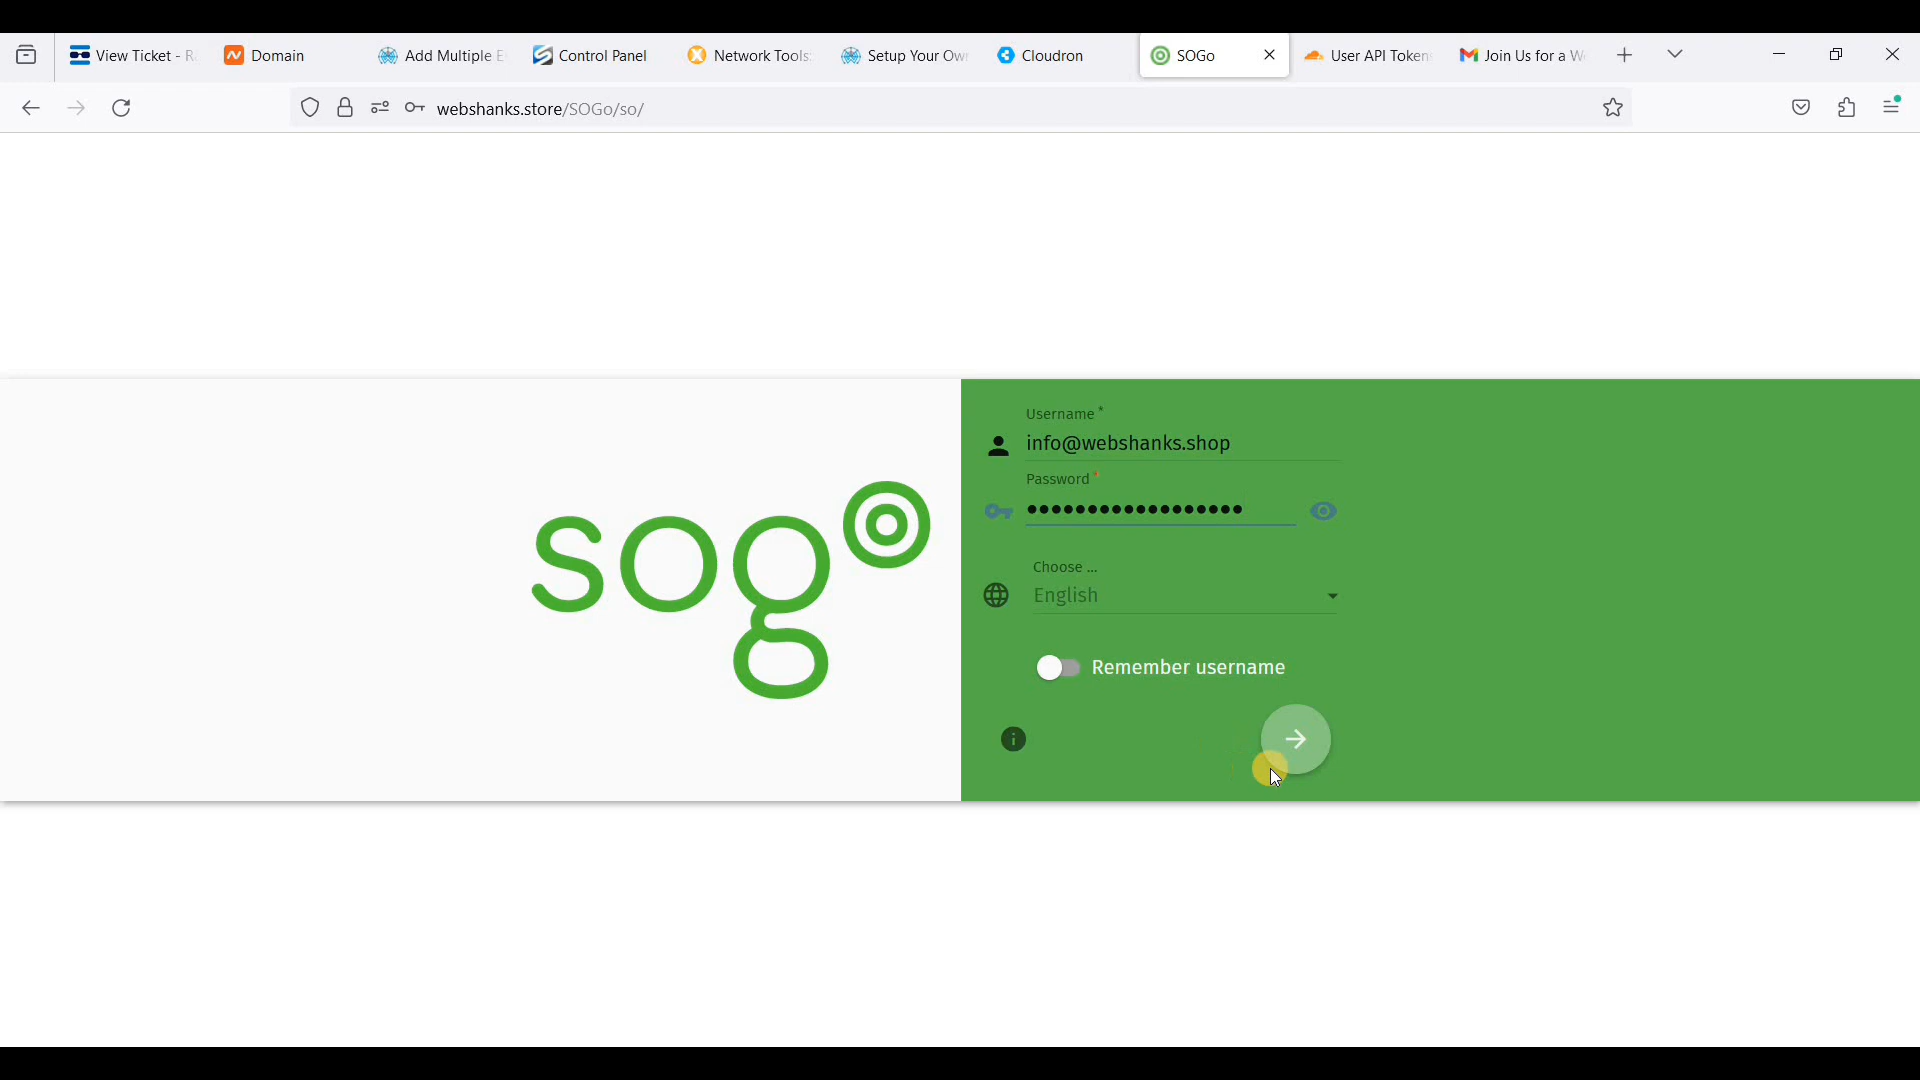 View Ticket - R
Domain
Add Multiple E
Control Panel
Network Tools:
Setup Your Ow
Cloudron
SOGo
User API Token
Join Us for a W
webshanks.store/SOGo/so/
sogo
Username *
info@webshanks.shop
Password *
Choose ...
English
Remember username